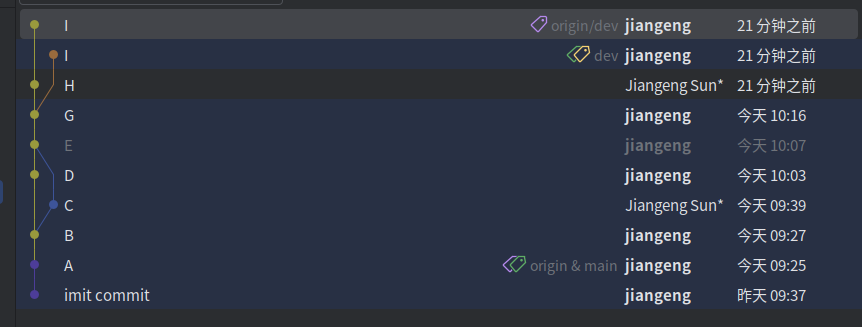 I origin/dev jiangeng 21 分钟之前
I dev jiangeng 21 分钟之前
H Jiangeng Sun* 21 分钟之前
G jiangeng 今天 10:16
E jiangeng 今天 10:07
D jiangeng 今天 10:03
C Jiangeng Sun* 今天 09:39
B jiangeng 今天 09:27
A origin & main jiangeng 今天 09:25
imit commit jiangeng 昨天 09:37